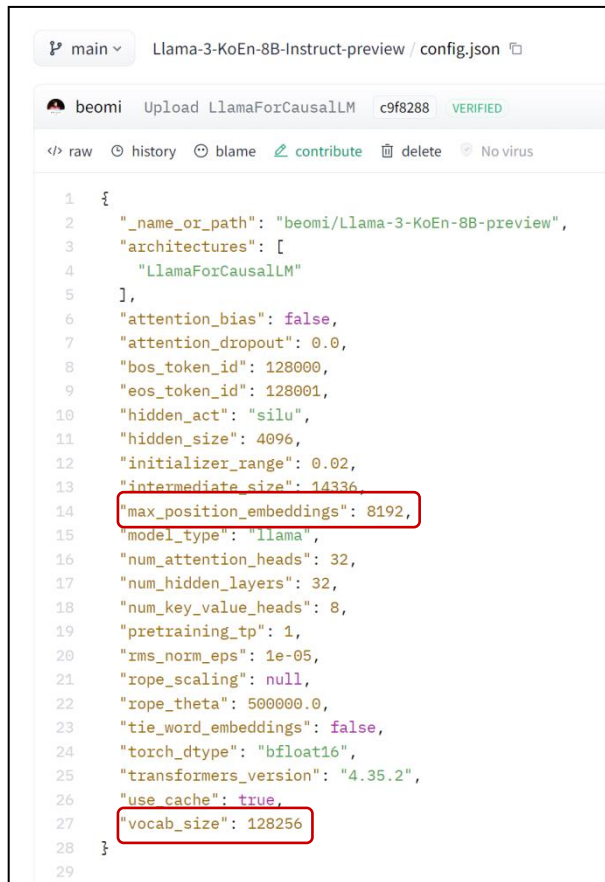 main Llama-3-KoEn-8B-Instruct-preview / config.json
beomi Upload LlamaForCausalLM c9f8288 VERIFIED
</> raw history blame contribute delete No virus
1 {
2 "_name_or_path": "beomi/Llama-3-KoEn-8B-preview",
3 "architectures": [
4 "LlamaForCausalLM"
5 ],
6 "attention_bias": false,
7 "attention_dropout": 0.0,
8 "bos_token_id": 128000,
9 "eos_token_id": 128001,
10 "hidden_act": "silu",
11 "hidden_size": 4096,
12 "initializer_range": 0.02,
13 "intermediate_size": 14336,
14 "max_position_embeddings": 8192,
15 "model_type": "llama",
16 "num_attention_heads": 32,
17 "num_hidden_layers": 32,
18 "num_key_value_heads": 8,
19 "pretraining_tp": 1,
20 "rms_norm_eps": 1e-05,
21 "rope_scaling": null,
22 "rope_theta": 500000.0,
23 "tie_word_embeddings": false,
24 "torch_dtype": "bfloat16",
25 "transformers_version": "4.35.2",
26 "use_cache": true,
27 "vocab_size": 128256
28 }
29